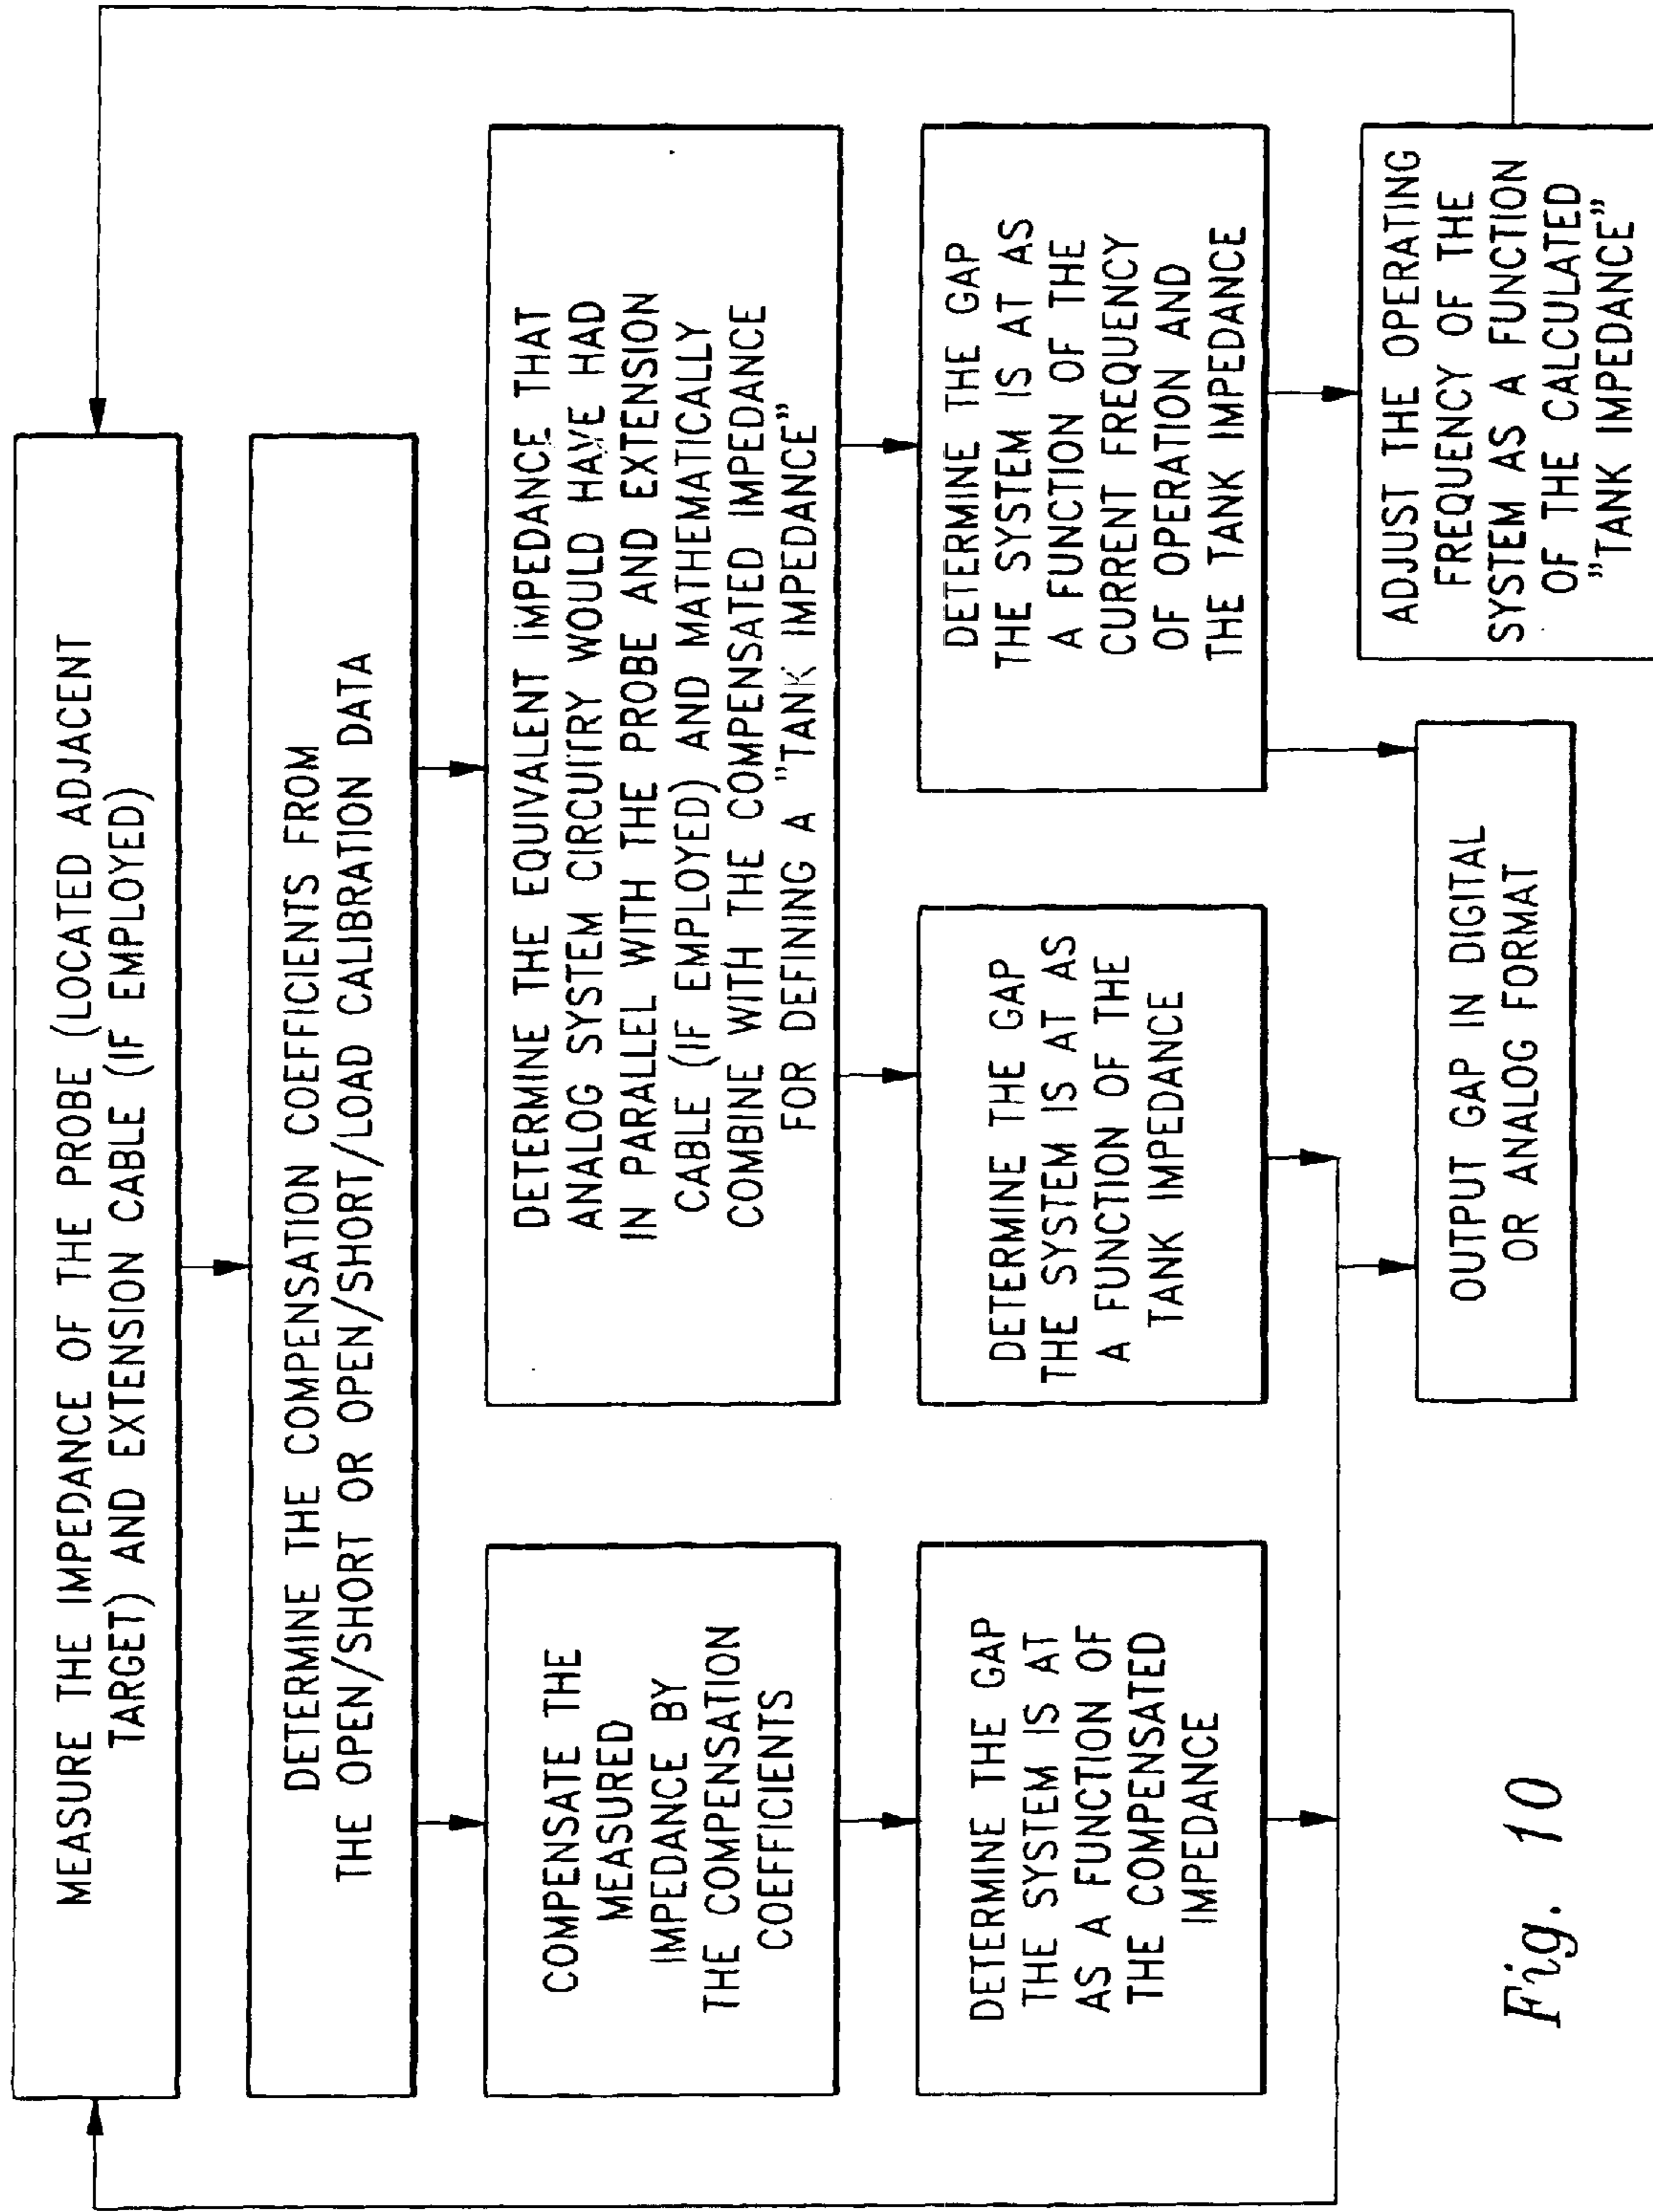 MEASURE THE IMPEDANCE OF THE PROBE (LOCATED ADJACENT
TARGET) AND EXTENSION CABLE (IF EMPLOYED)
DETERMINE THE COMPENSATION COEFFICIENTS FROM
THE OPEN/SHORT OR OPEN/SHORT/LOAD CALIBRATION DATA
COMPENSATE THE
MEASURED
IMPEDANCE BY
THE COMPENSATION
COEFFICIENTS
DETERMINE THE EQUIVALENT IMPEDANCE THAT
ANALOG SYSTEM CIRCUITRY WOULD HAVE HAD
IN PARALLEL WITH THE PROBE AND EXTENSION
CABLE (IF EMPLOYED) AND MATHEMATICALLY
COMBINE WITH THE COMPENSATED IMPEDANCE
FOR DEFINING A "TANK IMPEDANCE"
DETERMINE THE GAP
THE SYSTEM IS AT
AS A FUNCTION OF
THE COMPENSATED
IMPEDANCE
DETERMINE THE GAP
THE SYSTEM IS AT AS
A FUNCTION OF THE
TANK IMPEDANCE
DETERMINE THE GAP
THE SYSTEM IS AT AS
A FUNCTION OF THE
CURRENT FREQUENCY
OF OPERATION AND
THE TANK IMPEDANCE
OUTPUT GAP IN DIGITAL
OR ANALOG FORMAT
ADJUST THE OPERATING
FREQUENCY OF THE
SYSTEM AS A FUNCTION
OF THE CALCULATED
"TANK IMPEDANCE"
Fig. 10